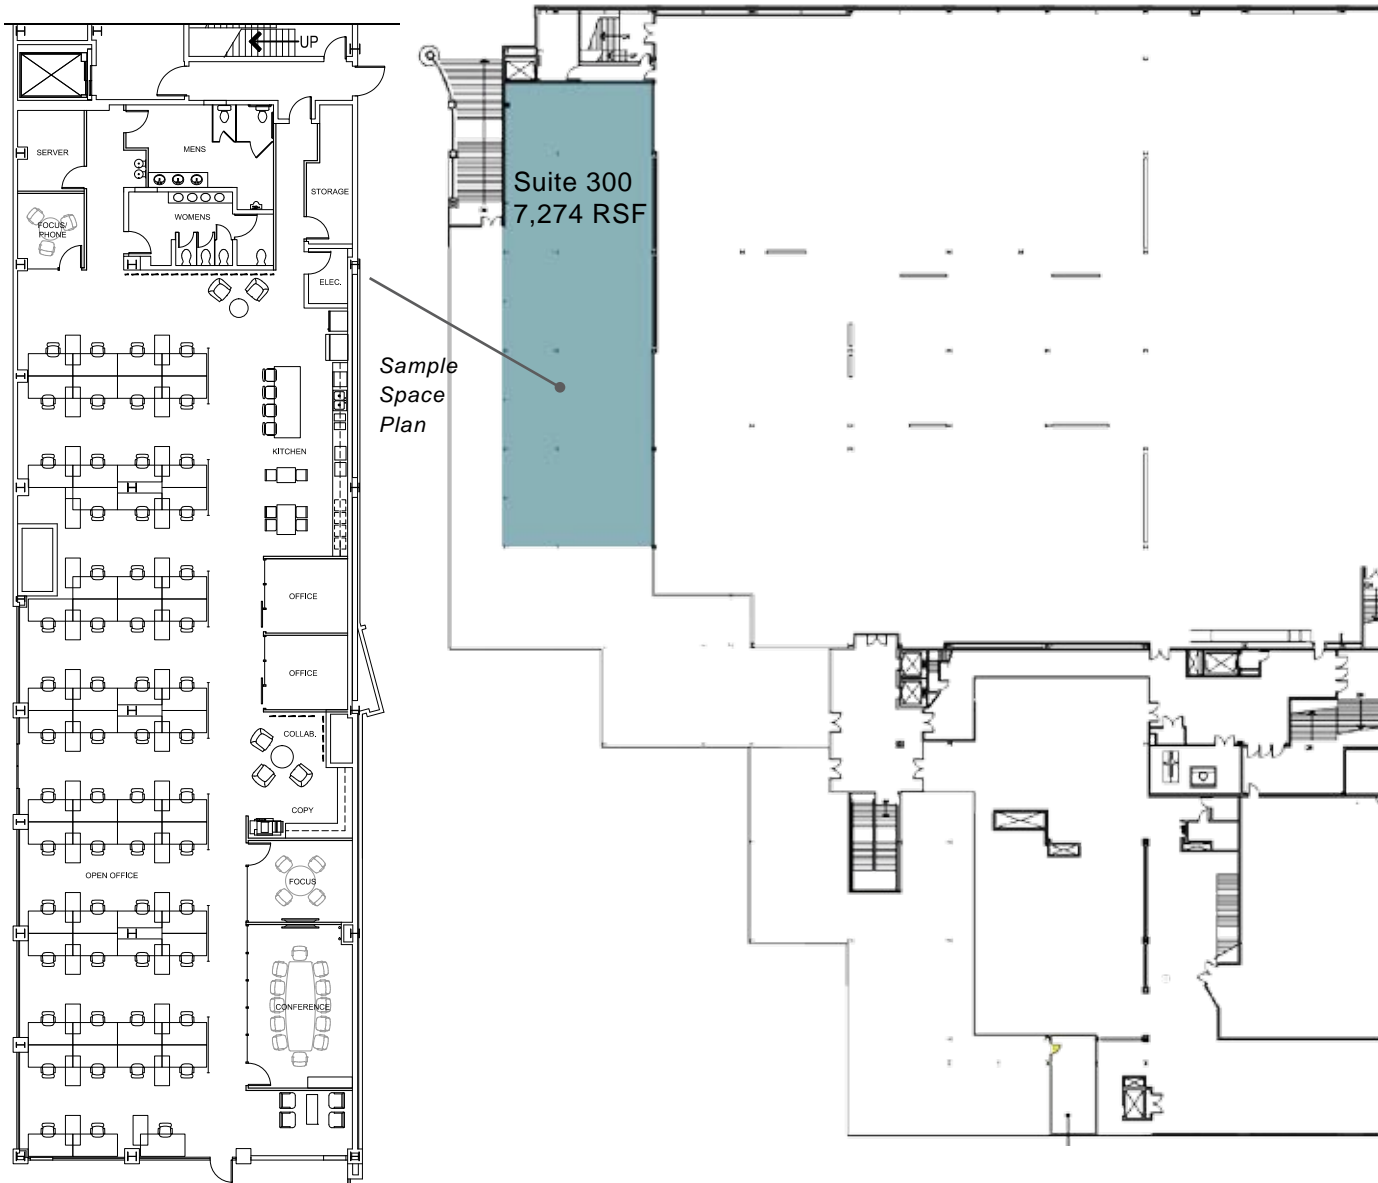 UP
MENS
SERVER
STORAGE
WOMENS
FOCUS/
PHONE
ELEC.
KITCHEN
OFFICE
OFFICE
COLLAB.
COPY
OPEN OFFICE
FOCUS
CONFERENCE
Sample
Space
Plan
Suite 300
7,274 RSF